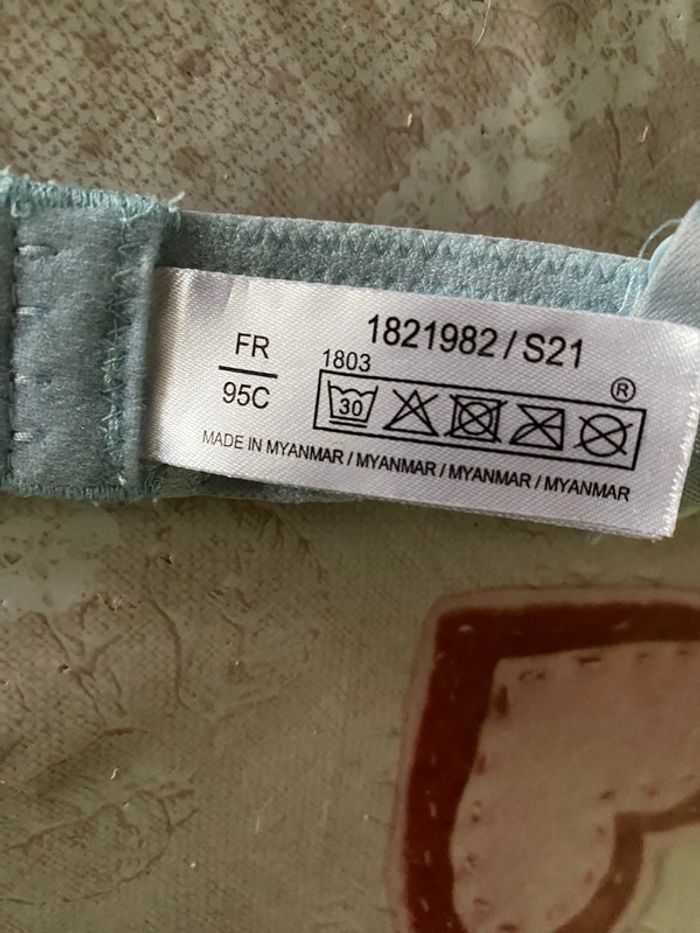 FR
95C
1821982 / S21
1803
®
30
MADE IN MYANMAR / MYANMAR / MYANMAR / MYANMAR